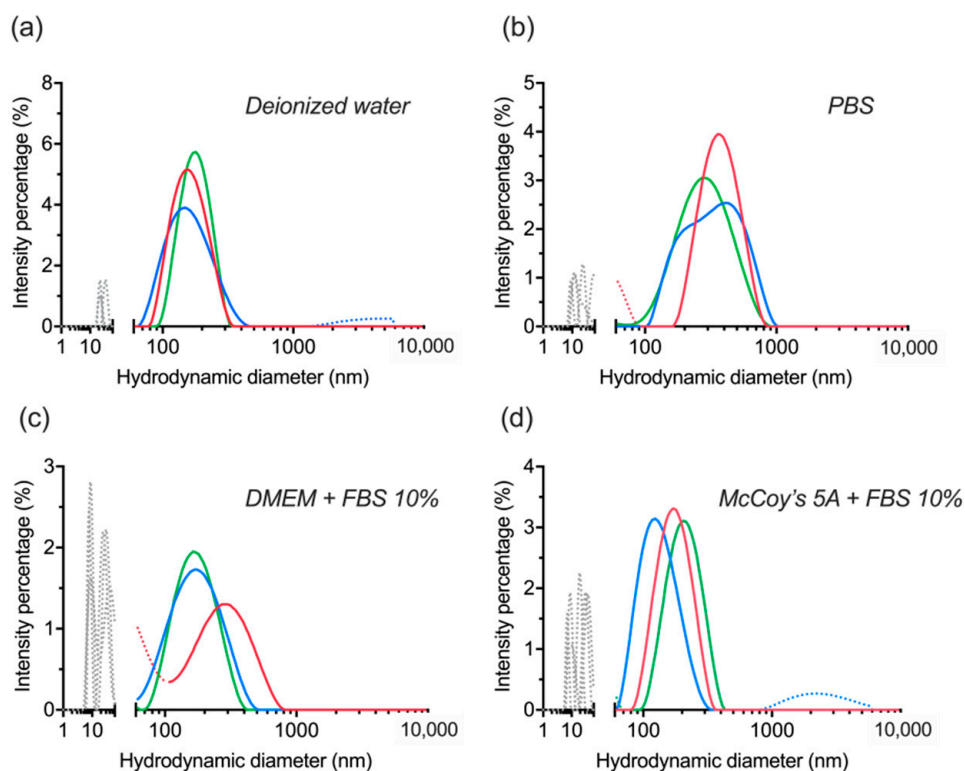 (a)
Deionized water
Intensity percentage (%)
8
6
4
2
0
1 10 100 1000 10,000
Hydrodynamic diameter (nm)
(b)
PBS
Intensity percentage (%)
5
4
3
2
1
0
1 10 100 1000 10,000
Hydrodynamic diameter (nm)
(c)
DMEM + FBS 10%
Intensity percentage (%)
3
2
1
0
1 10 100 1000 10,000
Hydrodynamic diameter (nm)
(d)
McCoy's 5A + FBS 10%
Intensity percentage (%)
4
3
2
1
0
1 10 100 1000 10,000
Hydrodynamic diameter (nm)